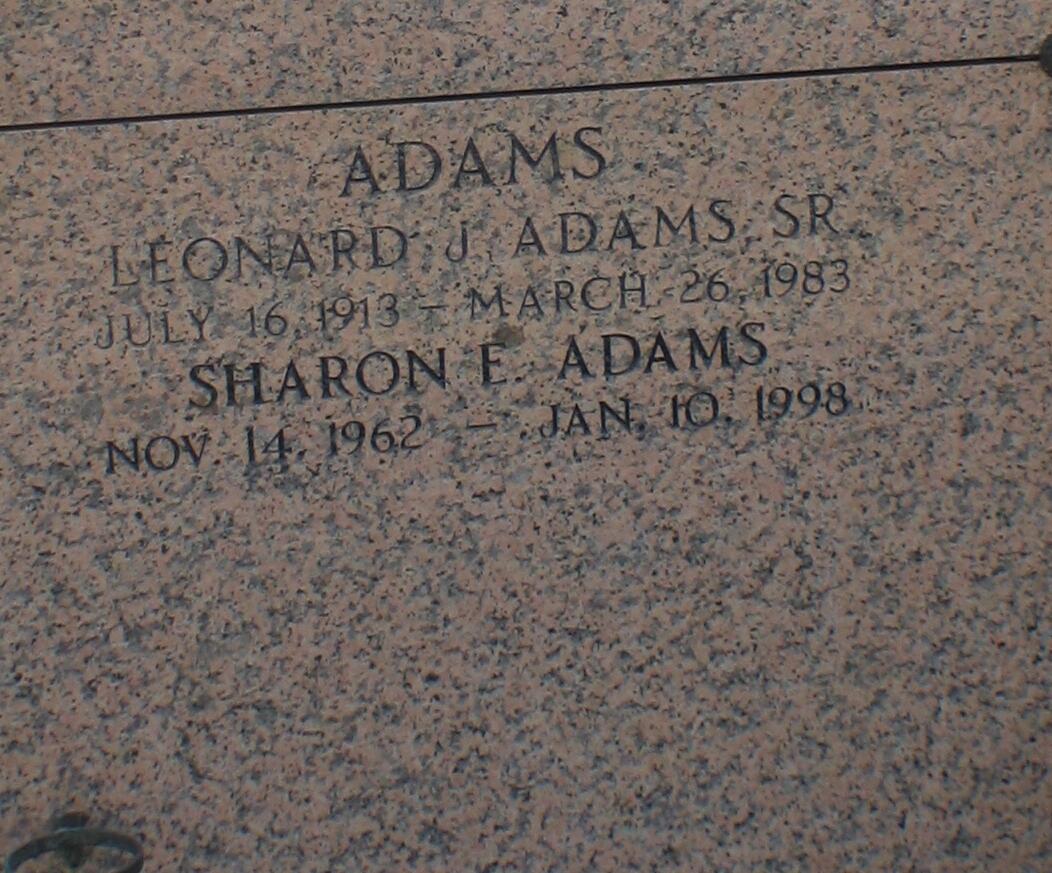 ADAMS
LEONARD J. ADAMS, SR.
JULY 16, 1913 – MARCH 26, 1983
SHARON E. ADAMS
NOV. 14, 1962 – JAN. 10, 1998